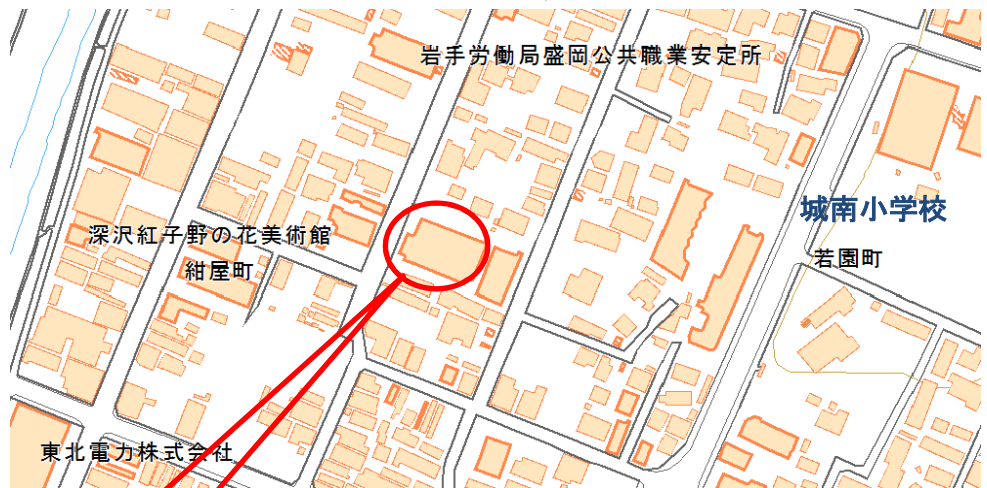 岩手労働局盛岡公共職業安定所
城南小学校
深沢紅子野の花美術館
若園町
紺屋町
東北電力株式会社